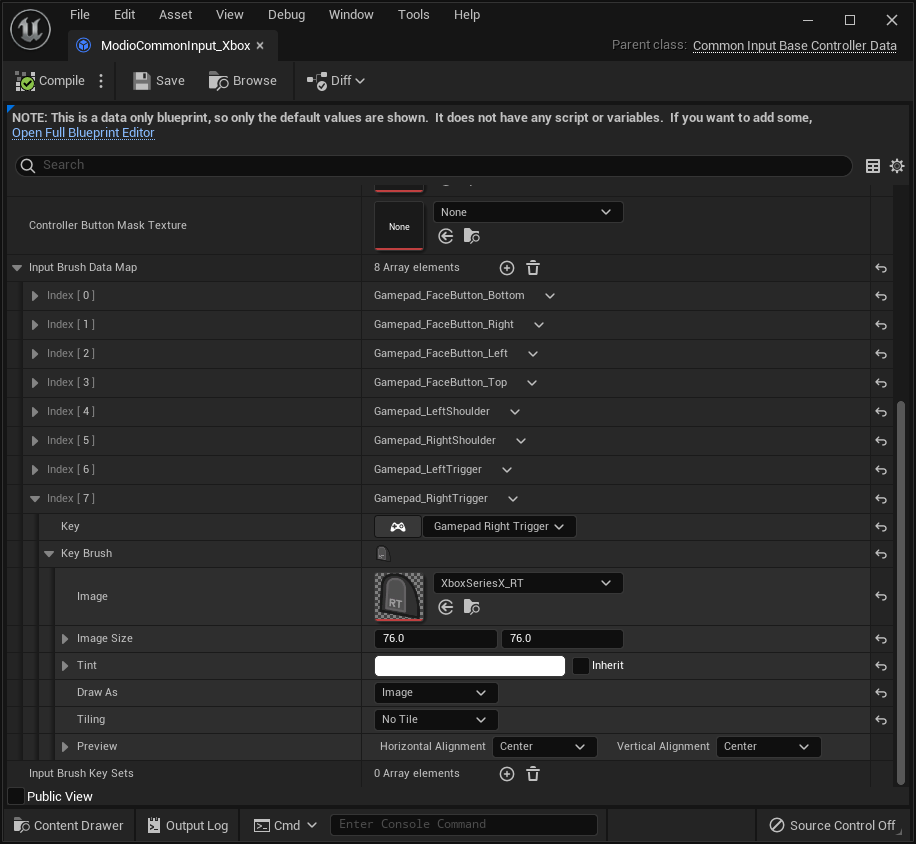 File Edit Asset View Debug Window Tools Help
ModioCommonInput_Xbox
Parent class: Common Input Base Controller Data
Compile Save Browse Diff
NOTE: This is a data only blueprint, so only the default values are shown. It does not have any script or variables. If you want to add some,
Open Full Blueprint Editor
Search
Controller Button Mask Texture None None
Input Brush Data Map 8 Array elements
Index [ 0 ] Gamepad_FaceButton_Bottom
Index [ 1 ] Gamepad_FaceButton_Right
Index [ 2 ] Gamepad_FaceButton_Left
Index [ 3 ] Gamepad_FaceButton_Top
Index [ 4 ] Gamepad_LeftShoulder
Index [ 5 ] Gamepad_RightShoulder
Index [ 6 ] Gamepad_LeftTrigger
Index [ 7 ] Gamepad_RightTrigger
Key Gamepad Right Trigger
Key Brush
Image RT XboxSeriesX_RT
Image Size 76.0 76.0
Tint Inherit
Draw As Image
Tiling No Tile
Preview Horizontal Alignment Center Vertical Alignment Center
Input Brush Key Sets 0 Array elements
Public View
Content Drawer Output Log Cmd Enter Console Command Source Control Off